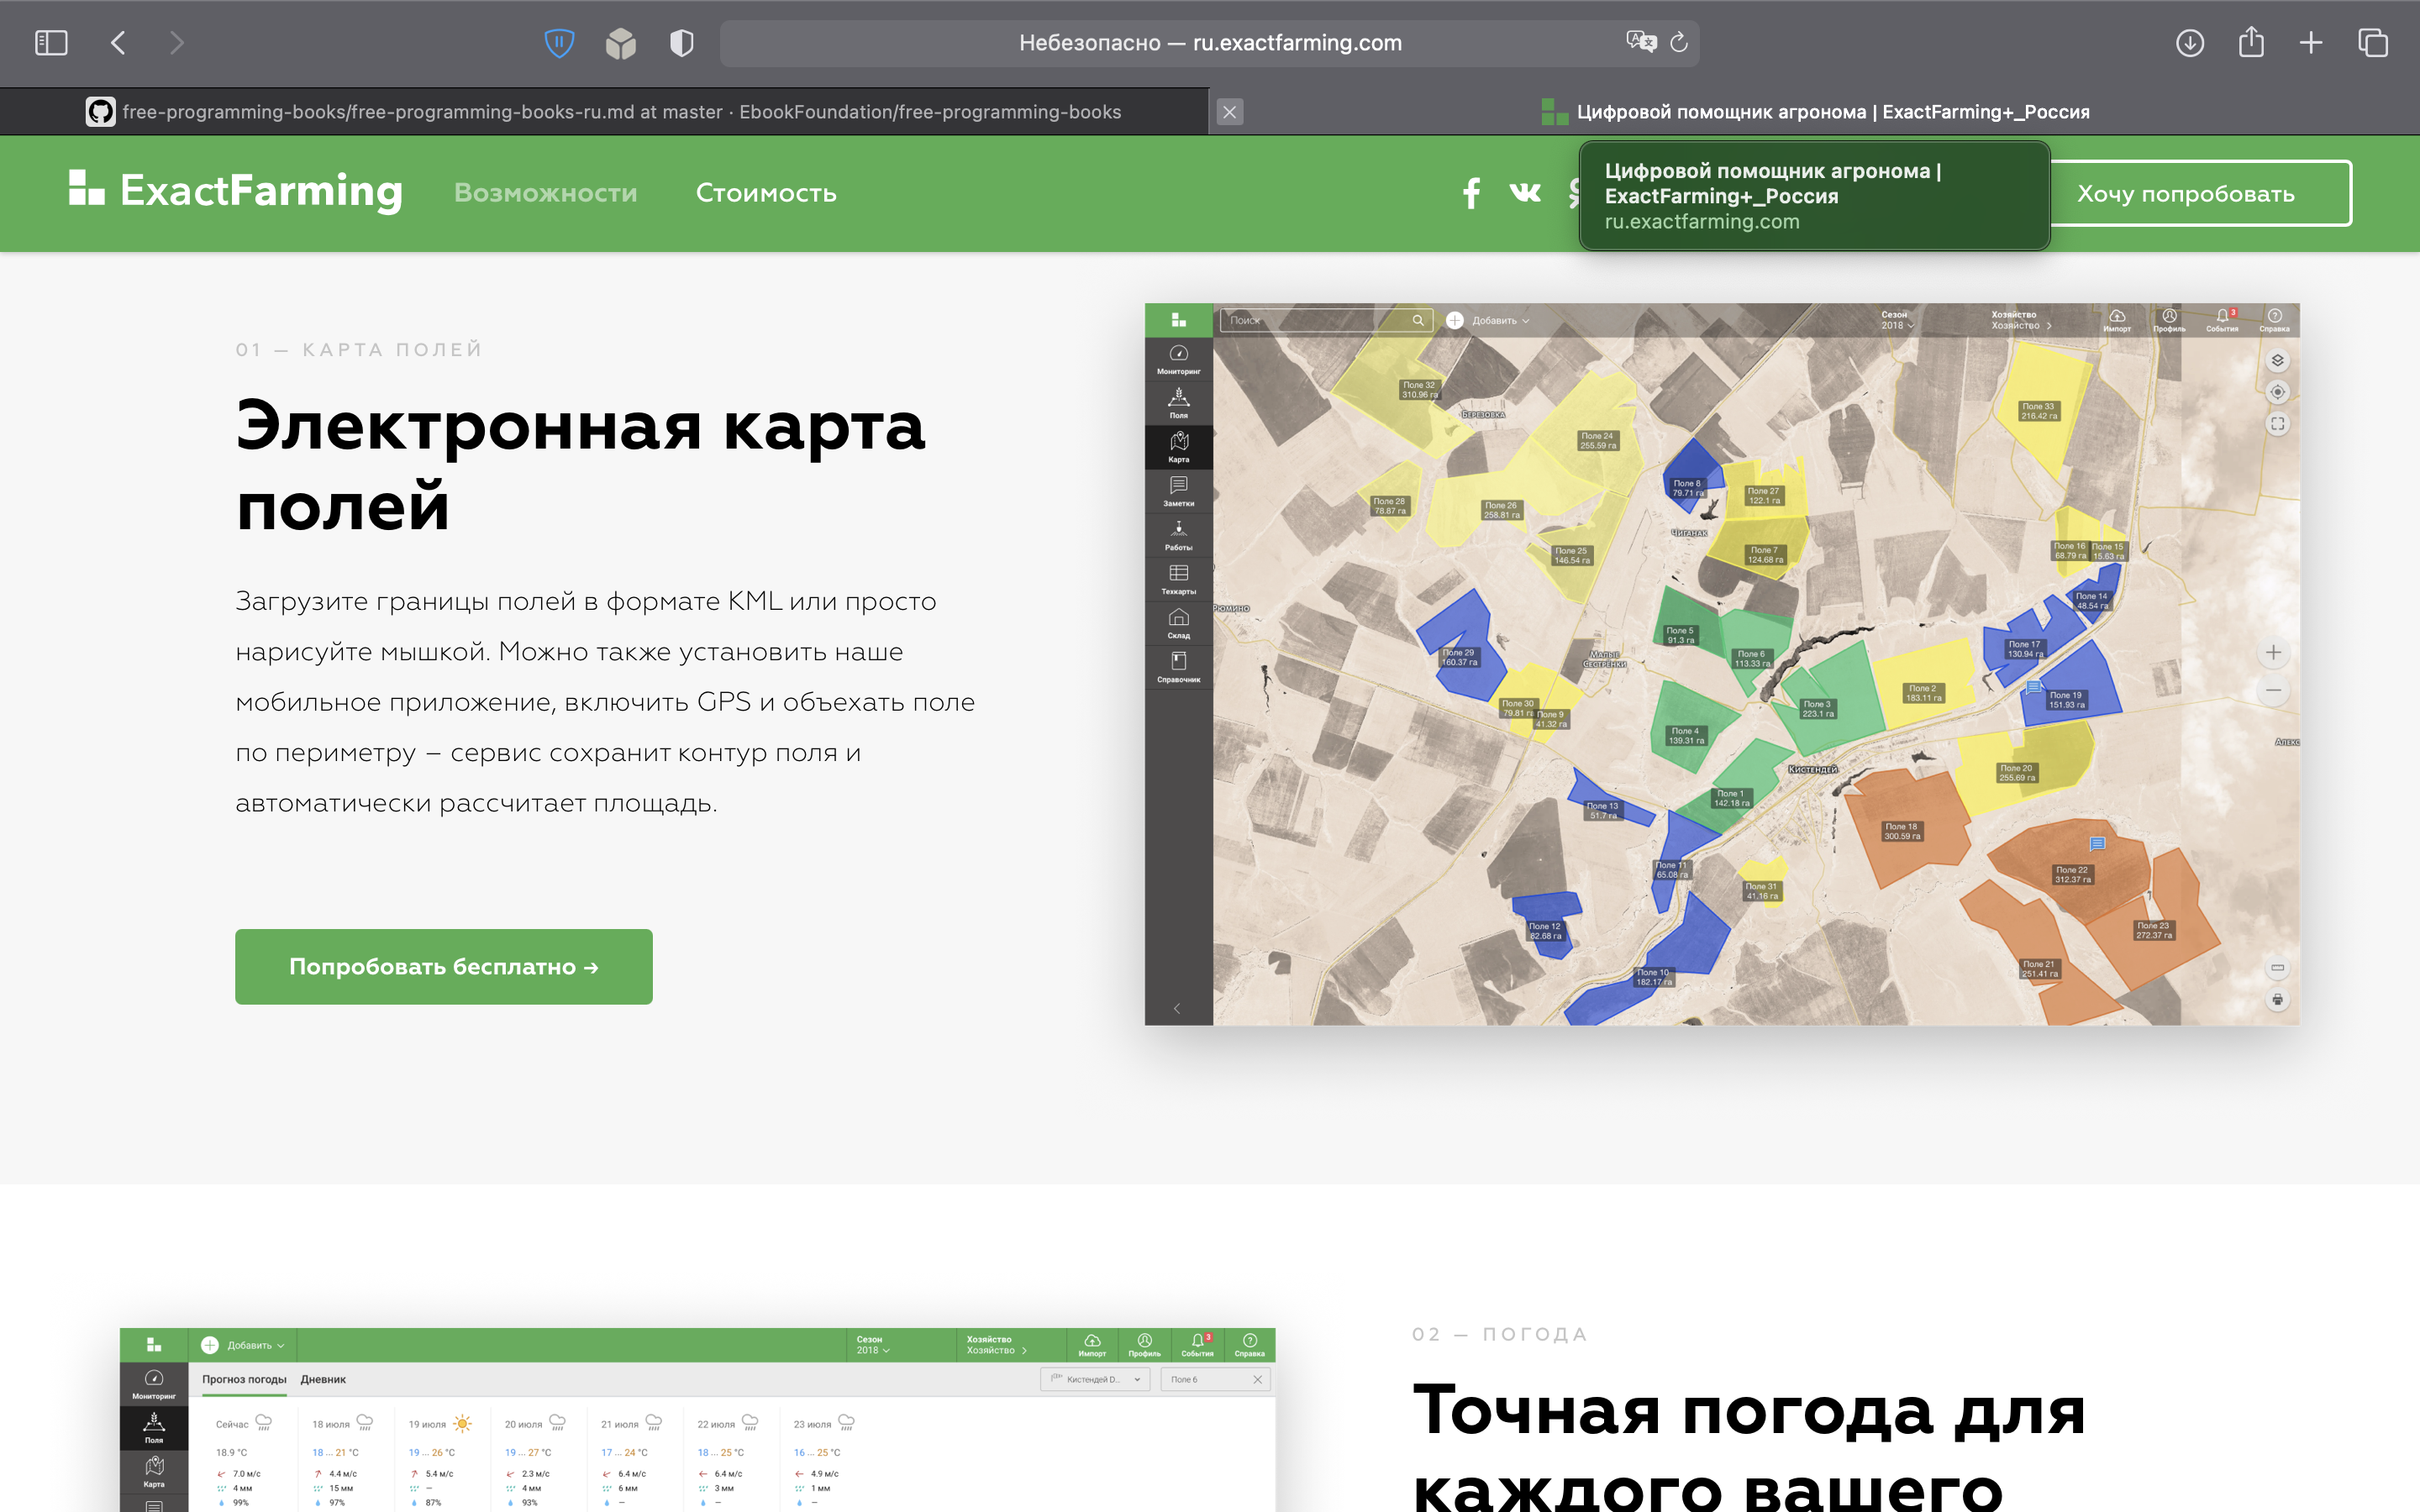 Небезопасно — ru.exactfarming.com
free-programming-books/free-programming-books-ru.md at master · EbookFoundation/free-programming-books
Цифровой помощник агронома | ExactFarming+_Россия
ExactFarming
Возможности
Стоимость
Цифровой помощник агронома |
ExactFarming+_Россия
ru.exactfarming.com
Хочу попробовать
01 — КАРТА ПОЛЕЙ
Электронная карта
полей
Загрузите границы полей в формате KML или просто
нарисуйте мышкой. Можно также установить наше
мобильное приложение, включить GPS и объехать поле
по периметру – сервис сохранит контур поля и
автоматически рассчитает площадь.
Попробовать бесплатно →
Поиск
Добавить
Сезон
2018
Хозяйство
Хозяйство
Импорт
Профиль
3
События
Справка
Мониторинг
Поля
Карта
Заметки
Работы
Техкарты
Склад
Справочник
Поле 32
310.96 га
Березовка
Поле 33
216.42 га
Поле 24
255.59 га
Поле 8
79.71 га
Поле 27
122.1 га
Поле 28
78.87 га
Поле 26
258.81 га
Чиганак
Поле 25
146.54 га
Поле 7
124.68 га
Поле 16
68.79 га
Поле 15
15.63 га
Поле 14
48.54 га
Рюмино
Поле 5
91.3 га
Поле 6
113.33 га
Поле 17
130.94 га
Поле 29
160.37 га
Малые
Сестренки
Поле 2
183.11 га
Поле 19
151.93 га
Поле 30
79.81 га
Поле 9
41.32 га
Поле 3
223.1 га
Поле 4
139.31 га
Алекс
Кистендей
Поле 20
255.69 га
Поле 1
142.18 га
Поле 13
51.7 га
Поле 18
300.59 га
Поле 11
65.08 га
Поле 22
312.37 га
Поле 31
41.16 га
Поле 12
82.68 га
Поле 23
272.37 га
Поле 21
251.41 га
Поле 10
182.17 га
02 — ПОГОДА
Точная погода для
каждого вашего
Добавить
Сезон
2018
Хозяйство
Хозяйство
Импорт
Профиль
3
События
Справка
Мониторинг
Поля
Карта
Прогноз погоды
Дневник
Кистендей D...
Поле 6
Сейчас 18 июля 19 июля 20 июля 21 июля 22 июля 23 июля
18.9 °C 18 ... 21 °C 19 ... 26 °C 19 ... 27 °C 17 ... 24 °C 18 ... 25 °C 16 ... 25 °C
7.0 м/с 4.4 м/с 5.4 м/с 2.3 м/с 6.4 м/с 6.4 м/с 4.9 м/с
4 мм 15 мм — 4 мм 6 мм 3 мм 1 мм
99% 97% 87% 93% — — —